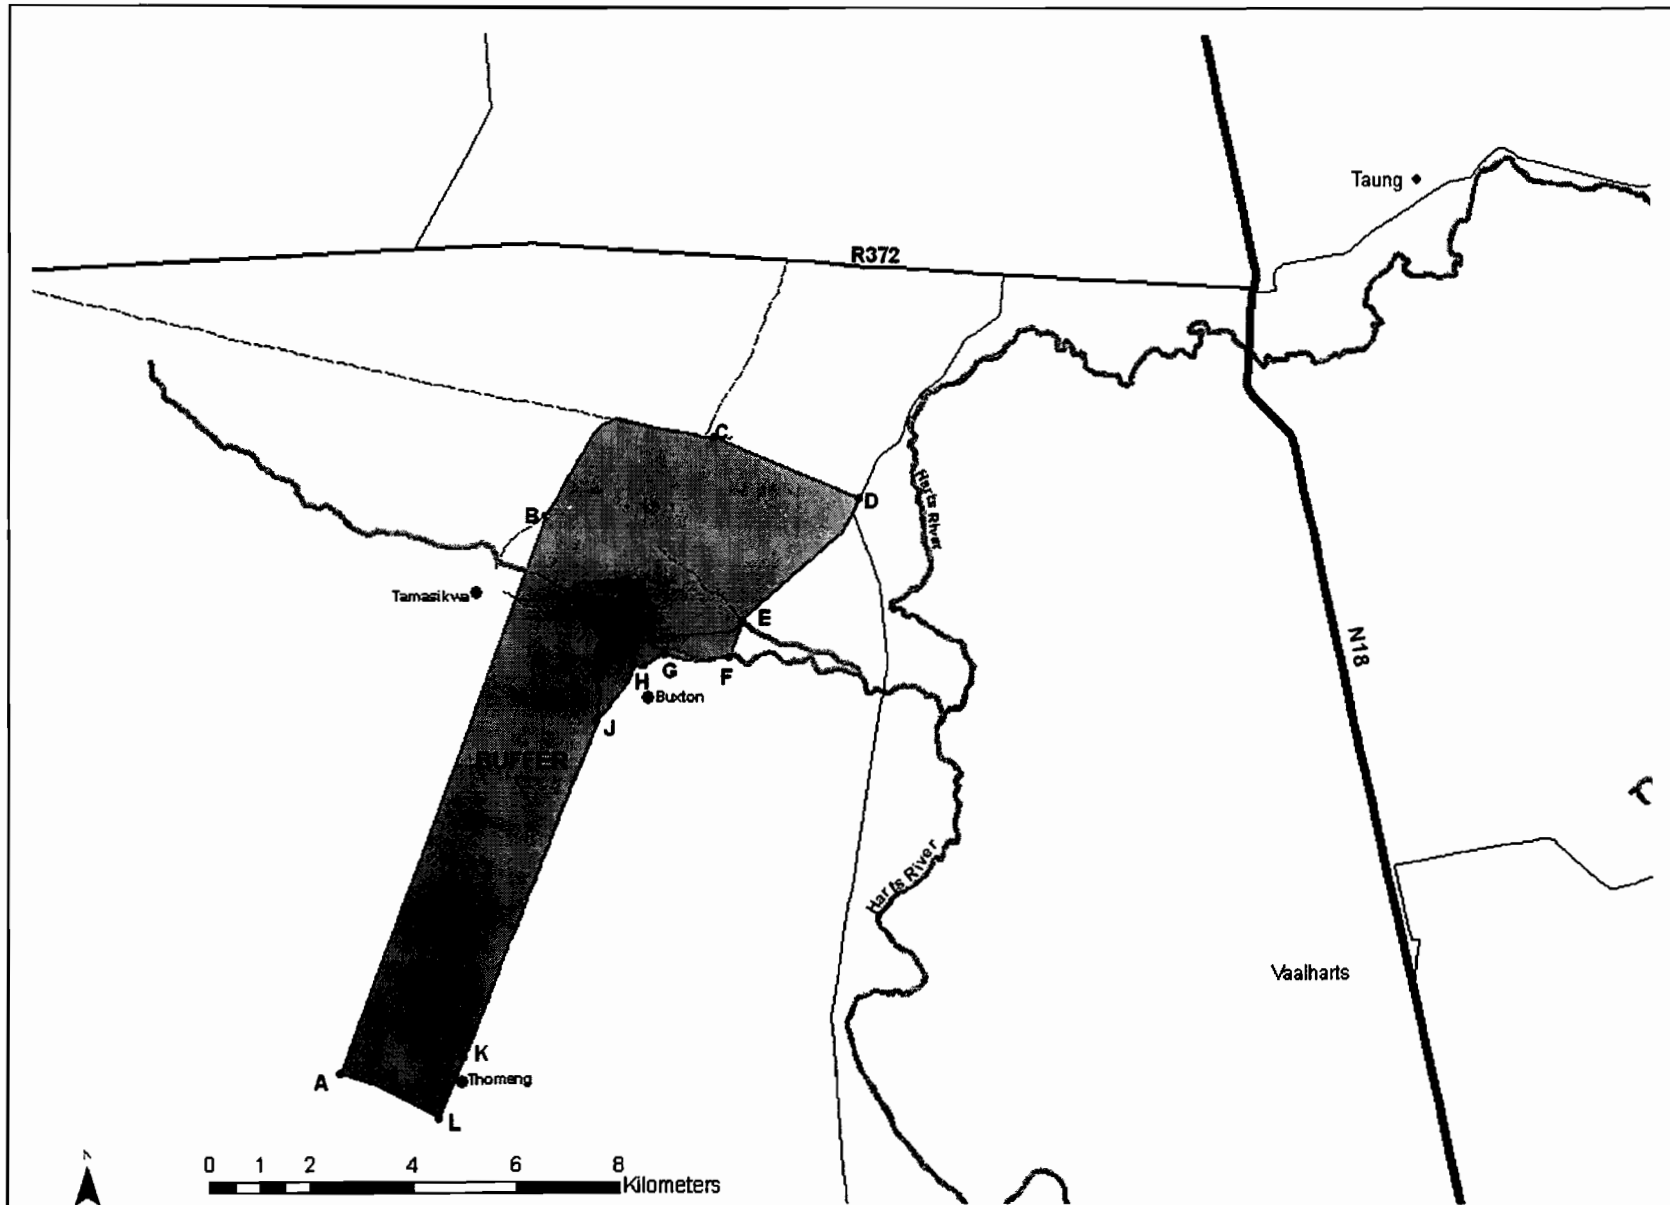 Taung
R372
C
Harts River
D
B
Tamasikwa
E
G
F
H
Buxton
J
N18
BUFFER
Harts River
Vaalharts
K
A
Thomeng
L
N
0 1 2 4 6 8
Kilometers